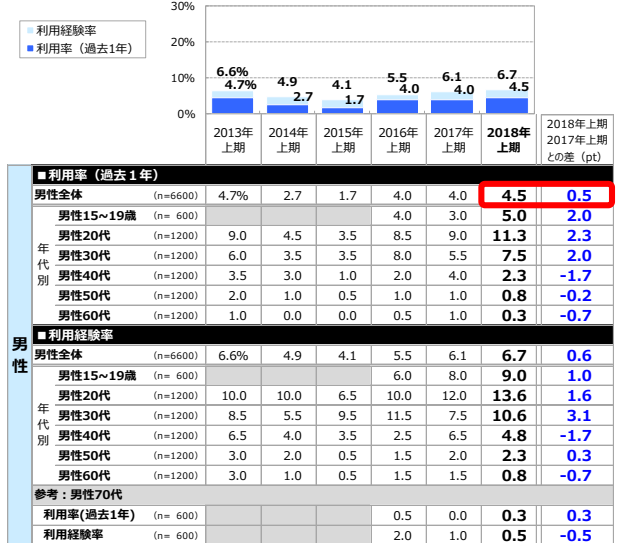 30%
利用経験率
利用率（過去1年）
20%
10%
0%
6.6% 4.9 4.1 5.5 6.1 6.7
4.7% 2.7 1.7 4.0 4.0 4.5
2013年上期 2014年上期 2015年上期 2016年上期 2017年上期 2018年上期 2018年上期2017年上期との差（pt）
男性
■利用率（過去１年）
男性全体 (n=6600) 4.7% 2.7 1.7 4.0 4.0 4.5 0.5
年代別
男性15~19歳 (n= 600) 4.0 3.0 5.0 2.0
男性20代 (n=1200) 9.0 4.5 3.5 8.5 9.0 11.3 2.3
男性30代 (n=1200) 6.0 3.5 3.5 8.0 5.5 7.5 2.0
男性40代 (n=1200) 3.5 3.0 1.0 2.0 4.0 2.3 -1.7
男性50代 (n=1200) 2.0 1.0 0.5 1.0 1.0 0.8 -0.2
男性60代 (n=1200) 1.0 0.0 0.0 0.5 1.0 0.3 -0.7
■利用経験率
男性全体 (n=6600) 6.6% 4.9 4.1 5.5 6.1 6.7 0.6
年代別
男性15~19歳 (n= 600) 6.0 8.0 9.0 1.0
男性20代 (n=1200) 10.0 10.0 6.5 10.0 12.0 13.6 1.6
男性30代 (n=1200) 8.5 5.5 9.5 11.5 7.5 10.6 3.1
男性40代 (n=1200) 6.5 4.0 3.5 2.5 6.5 4.8 -1.7
男性50代 (n=1200) 3.0 2.0 0.5 1.5 2.0 2.3 0.3
男性60代 (n=1200) 3.0 1.0 0.5 1.5 1.5 0.8 -0.7
参考：男性70代
利用率(過去1年) (n= 600) 0.5 0.0 0.3 0.3
利用経験率 (n= 600) 2.0 1.0 0.5 -0.5